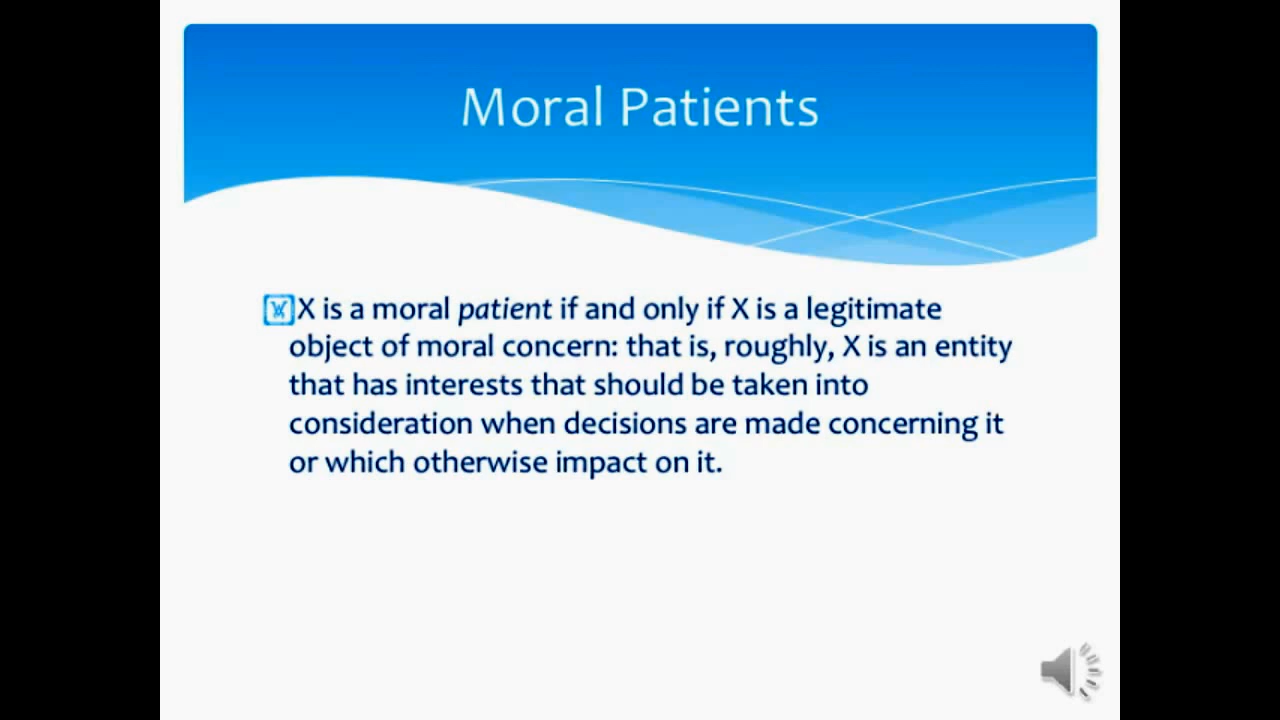 Moral Patients
X is a moral patient if and only if X is a legitimate
object of moral concern: that is, roughly, X is an entity
that has interests that should be taken into
consideration when decisions are made concerning it
or which otherwise impact on it.